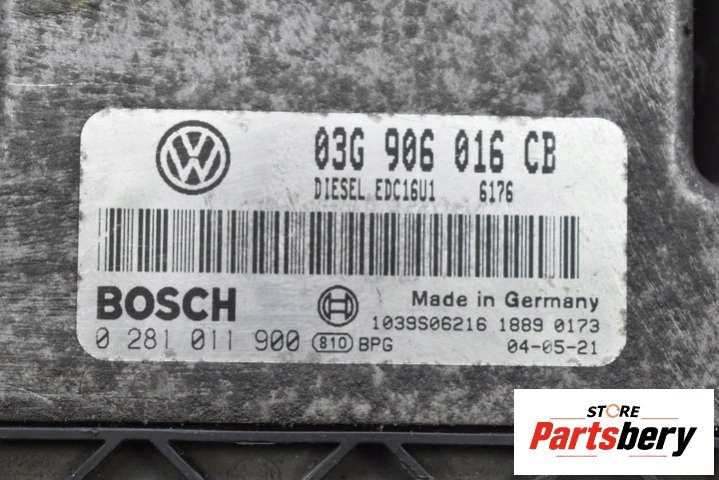 03G 906 016 CB
DIESEL EDC16U1 6176
BOSCH
Made in Germany
1039S06216 1889 0173
0 281 011 900 810 BPG 04-05-21
STORE
Partsbery